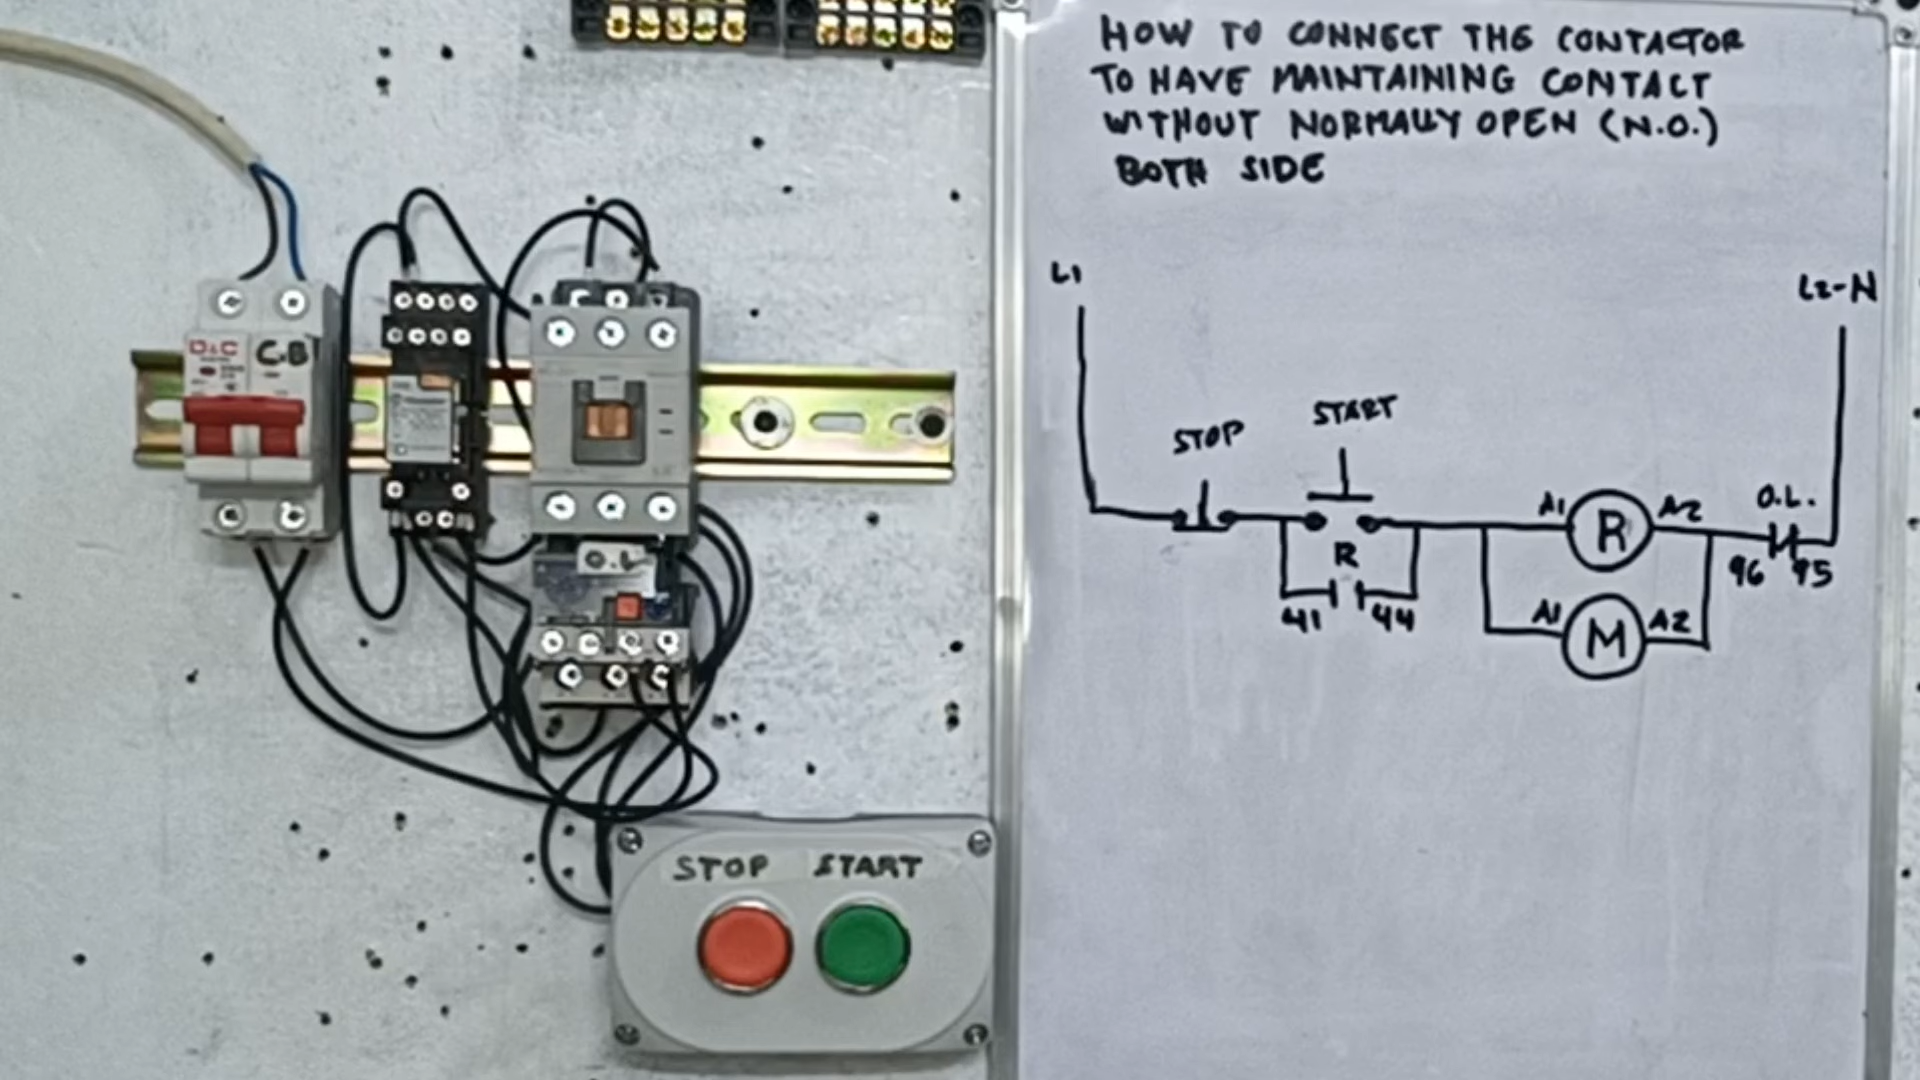 HOW TO CONNECT THE CONTACTOR
TO HAVE MAINTAINING CONTACT
WITHOUT NORMALLY OPEN (N.O.)
BOTH SIDE
L1
L2-N
STOP
START
A1 R A2
O.L.
96 95
R
41 44
A1 M A2
D&C
C.B
O.L
STOP START